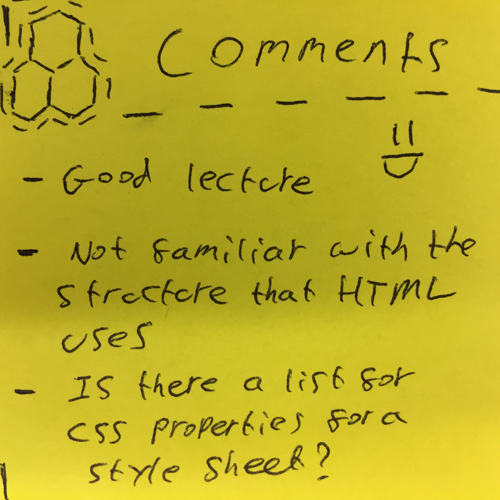 Comments
- Good lecture
- Not familiar with the
structure that HTML
uses
- Is there a list for
CSS properties for a
style sheet?